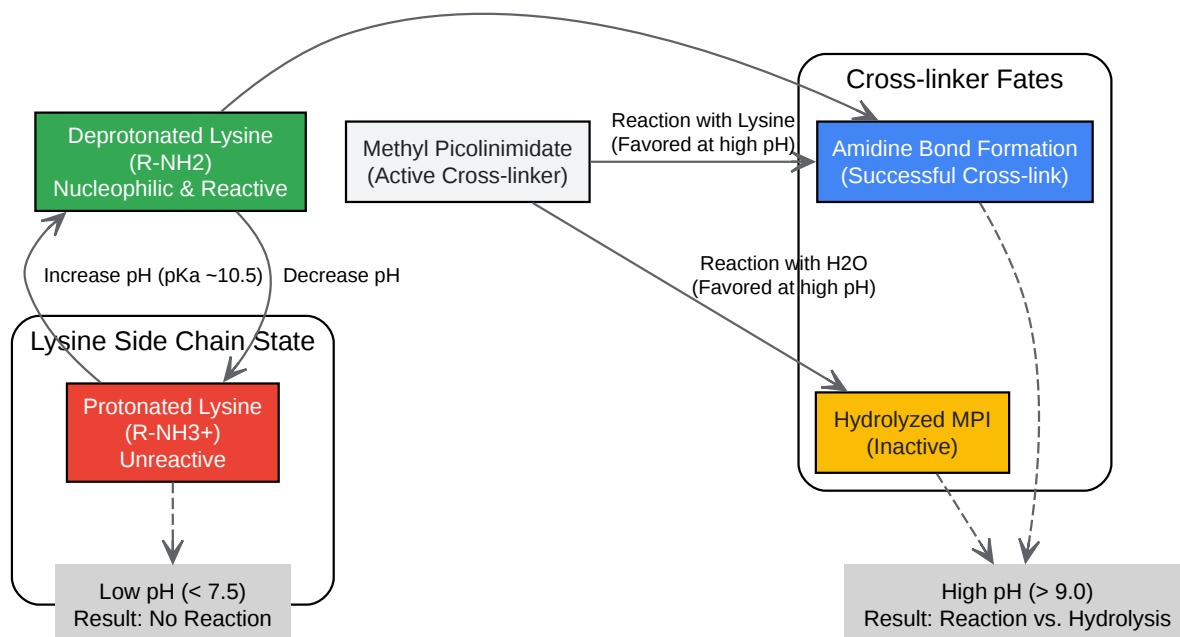 Cross-linker Fates
Deprotonated Lysine
(R-NH2)
Nucleophilic & Reactive
Methyl Picolinimidate
(Active Cross-linker)
Reaction with Lysine
(Favored at high pH)
Amidine Bond Formation
(Successful Cross-link)
Increase pH (pKa ~10.5)
Decrease pH
Reaction with H2O
(Favored at high pH)
Lysine Side Chain State
Protonated Lysine
(R-NH3+)
Unreactive
Hydrolyzed MPI
(Inactive)
Low pH (< 7.5)
Result: No Reaction
High pH (> 9.0)
Result: Reaction vs. Hydrolysis